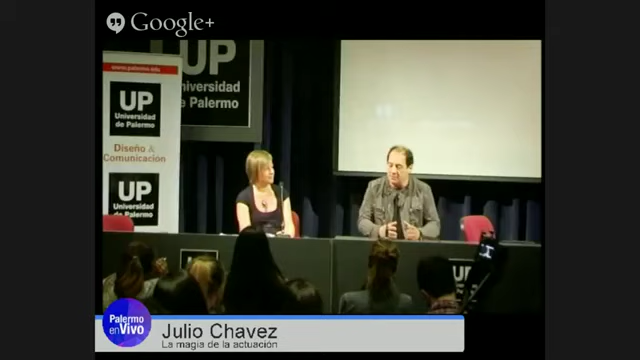 Google+
www.palermo.edu
UP
Universidad
de Palermo
Diseño &
Comunicación
UP
Universidad
de Palermo
UP
Universidad
de Palermo
UP
Palermo
en Vivo
Julio Chavez
La magia de la actuación